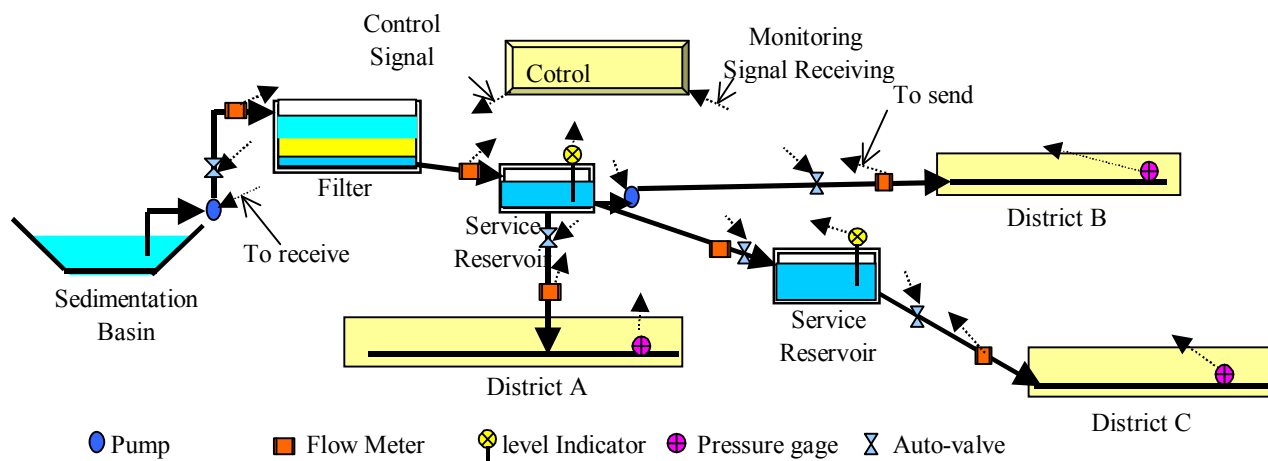 Control
Signal
Cotrol
Monitoring
Signal Receiving
To send
Filter
Service
Reservoir
District B
To receive
Sedimentation
Basin
Service
Reservoir
District A
District C
Pump
Flow Meter
level Indicator
Pressure gage
Auto-valve